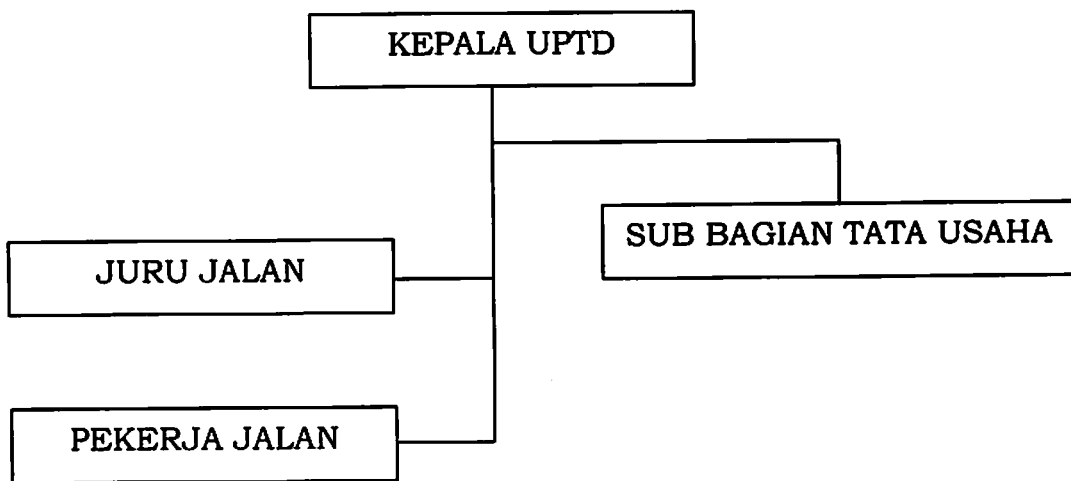 KEPALA UPTD
SUB BAGIAN TATA USAHA
JURU JALAN
PEKERJA JALAN